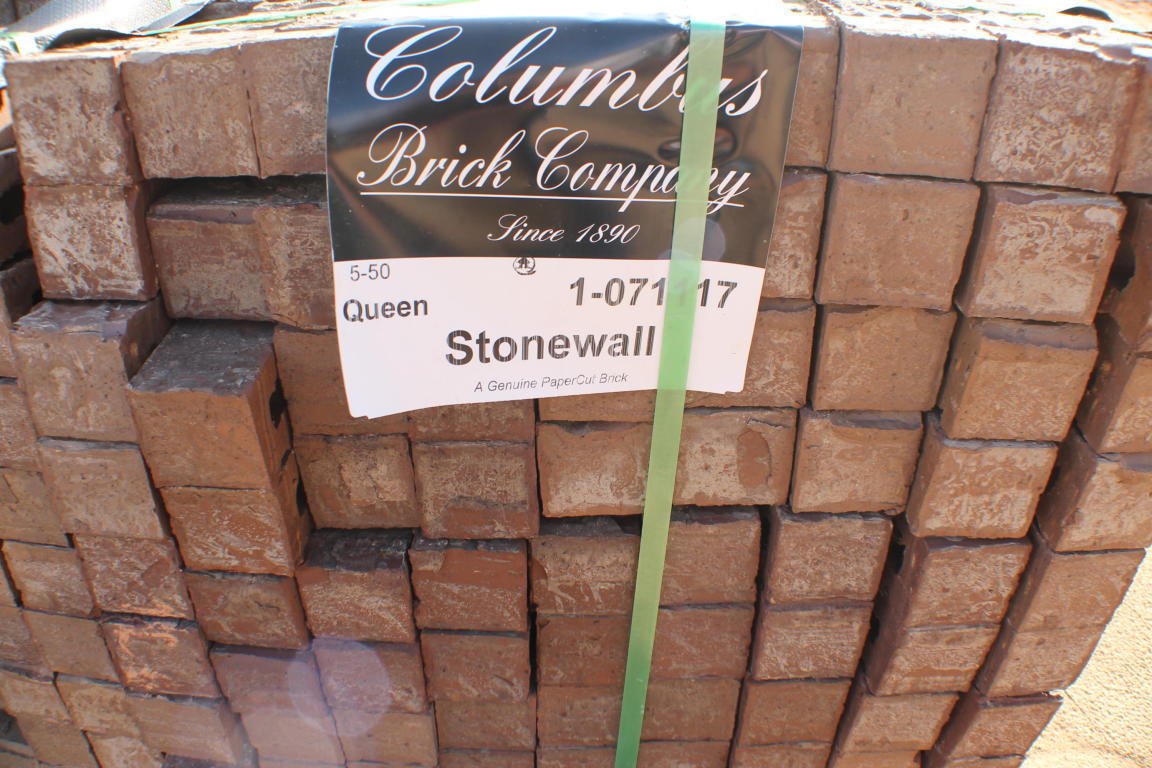 Columbus
Brick Company
Since 1890
5-50
Queen
Stonewall
A Genuine PaperCut Brick